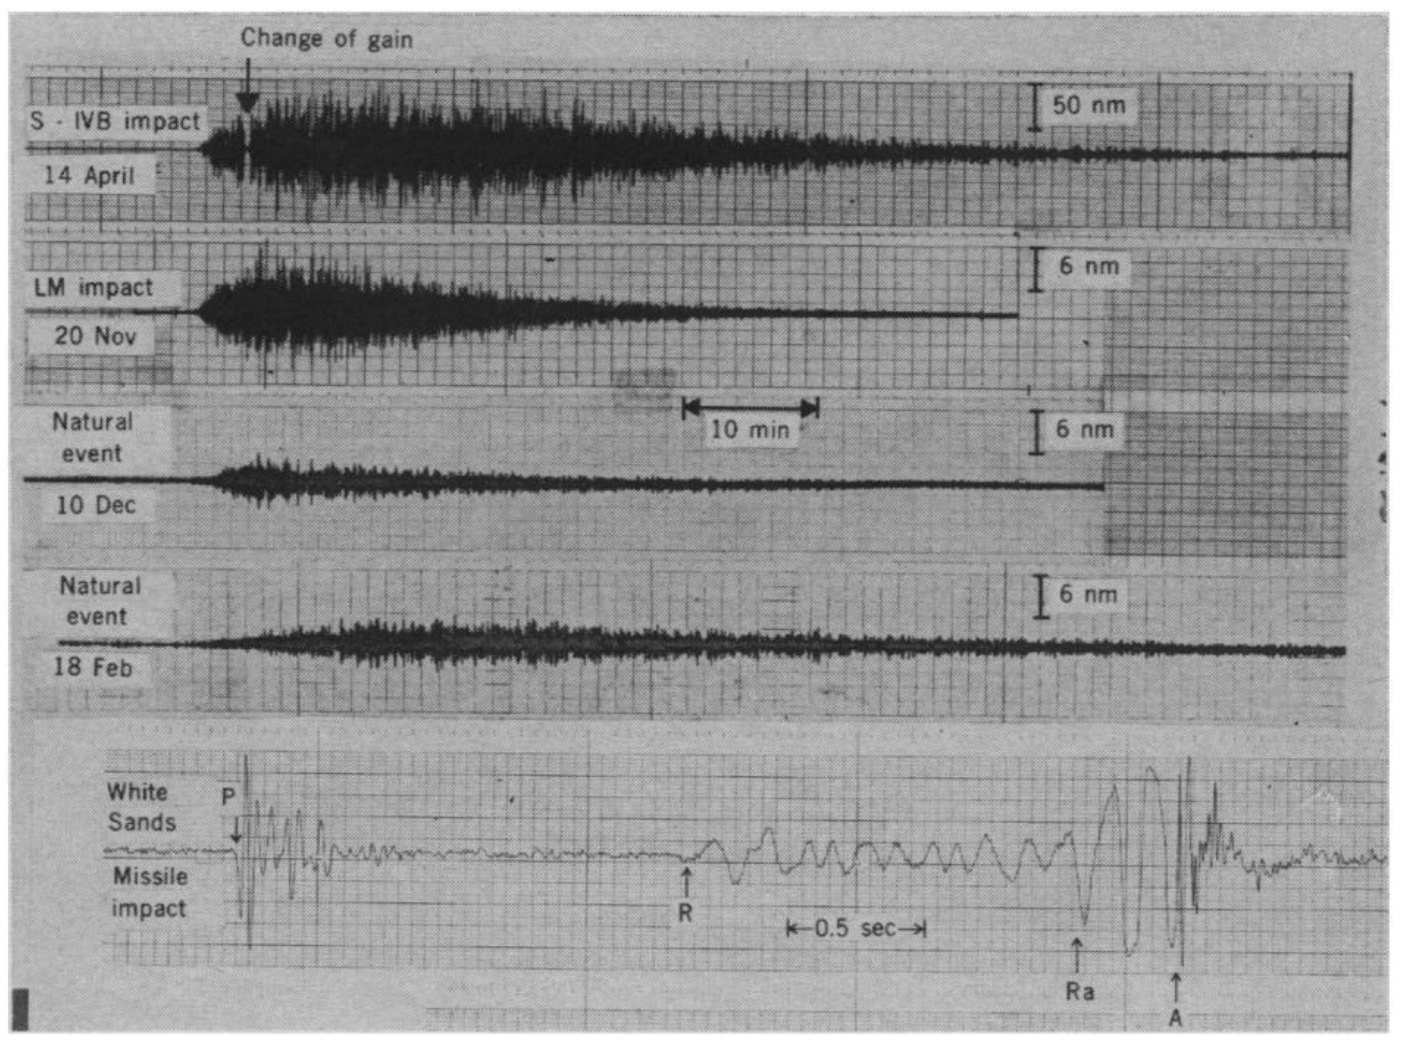 Change of gain
50 nm
S - IVB impact
14 April
6 nm
LM impact
20 Nov
10 min
6 nm
Natural
event
10 Dec
Natural
event
6 nm
18 Feb
White
Sands
P
Missile
impact
R
0.5 sec
Ra
A